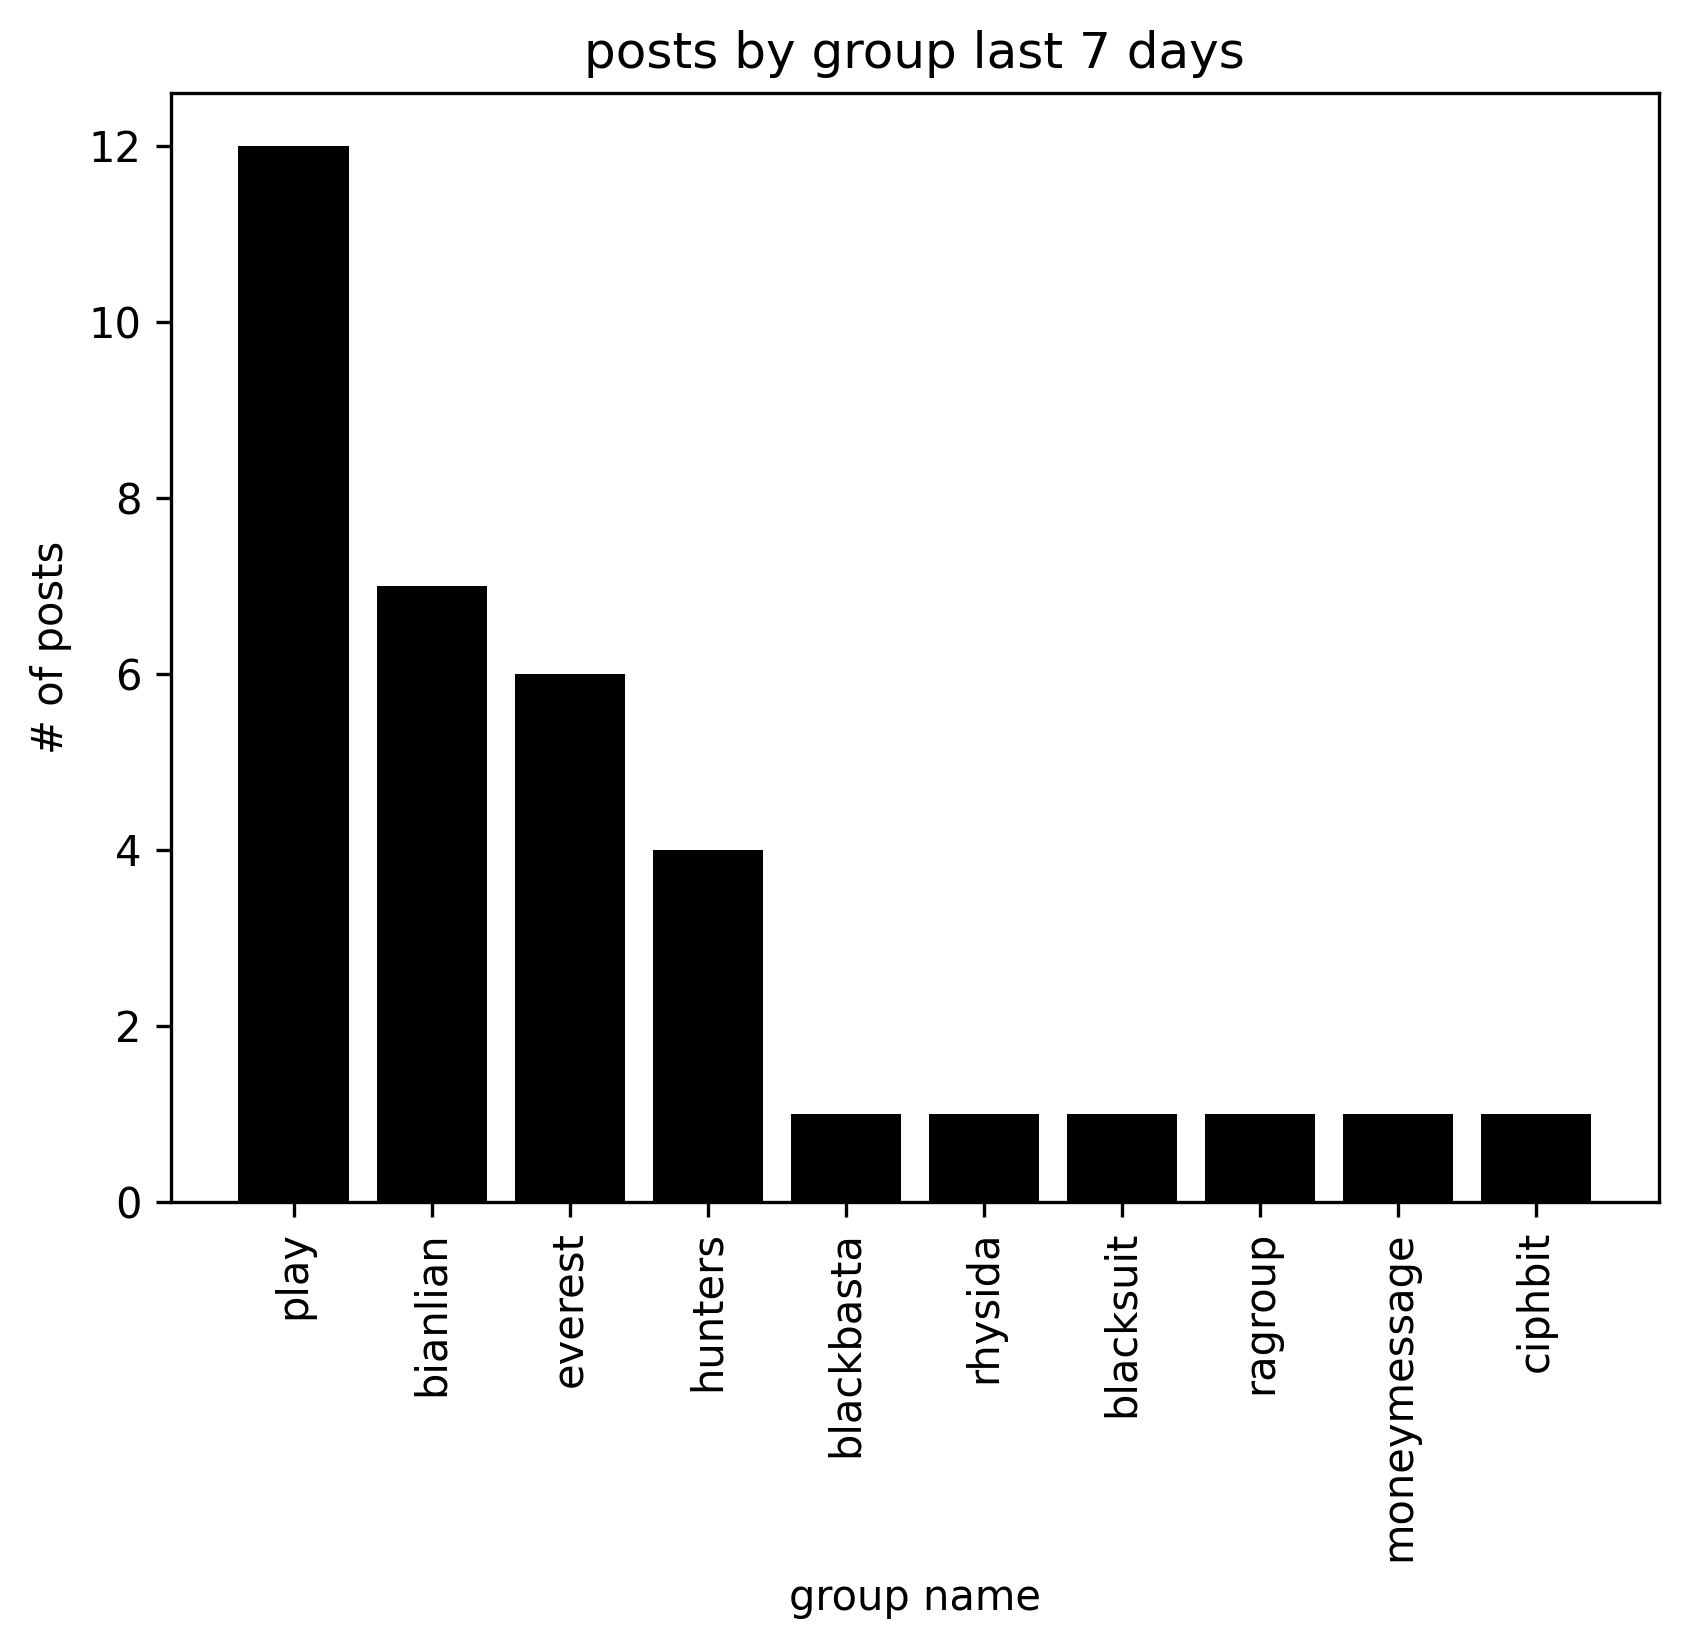 posts by group last 7 days
12
10
8
6
4
2
0
# of posts
play
bianlian
everest
hunters
blackbasta
rhysida
blacksuit
ragroup
moneymessage
ciphbit
group name